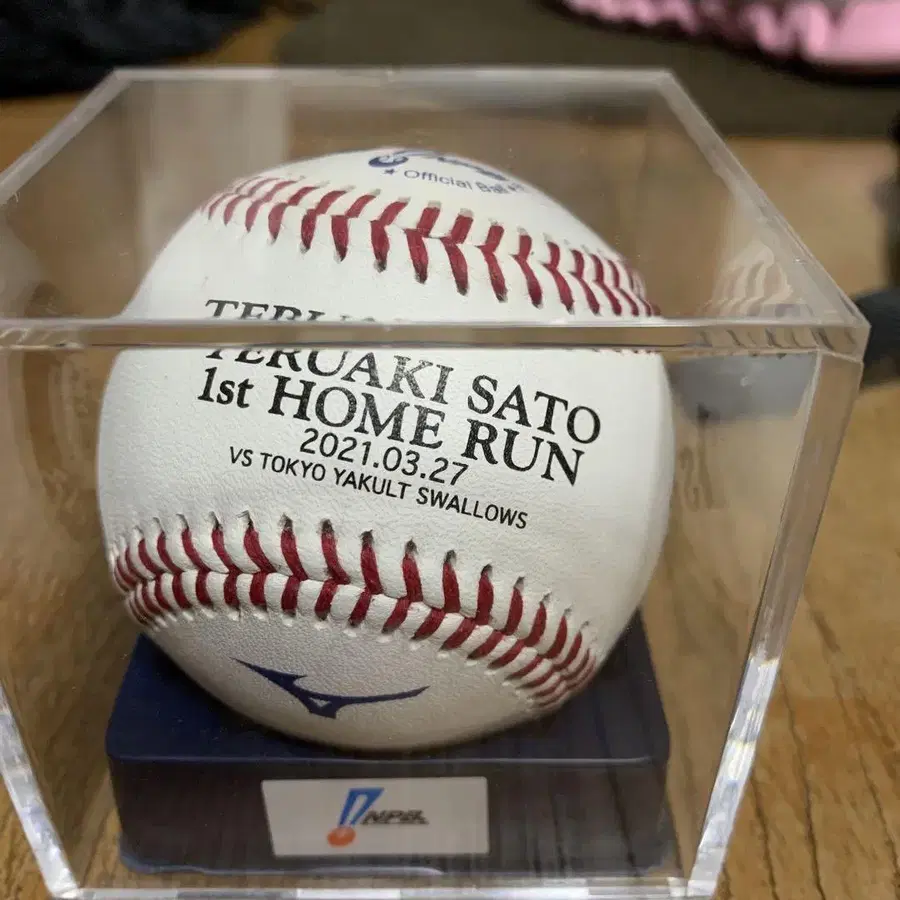 ★ Official Ball
TERUAKI SATO
1st HOME RUN
2021.03.27
VS TOKYO YAKULT SWALLOWS
NPB